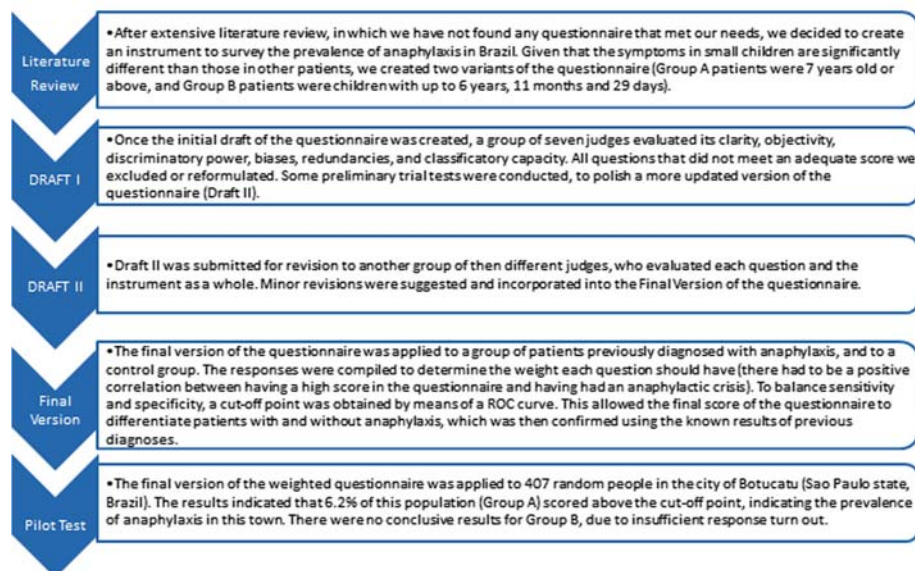 Literature
Review
•After extensive literature review, in which we have not found any questionnaire that met our needs, we decided to create
an instrument to survey the prevalence of anaphylaxis in Brazil. Given that the symptoms in small children are significantly
different than those in other patients, we created two variants of the questionnaire (Group A patients were 7 years old or
above, and Group B patients were children with up to 6 years, 11 months and 29 days).
DRAFT I
•Once the initial draft of the questionnaire was created, a group of seven judges evaluated its clarity, objectivity,
discriminatory power, biases, redundancies, and classificatory capacity. All questions that did not meet an adequate score we
excluded or reformulated. Some preliminary trial tests were conducted, to polish a more updated version of the
questionnaire (Draft II).
DRAFT II
•Draft II was submitted for revision to another group of then different judges, who evaluated each question and the
instrument as a whole. Minor revisions were suggested and incorporated into the Final Version of the questionnaire.
Final
Version
•The final version of the questionnaire was applied to a group of patients previously diagnosed with anaphylaxis, and to a
control group. The responses were compiled to determine the weight each question should have (there had to be a positive
correlation between having a high score in the questionnaire and having had an anaphylactic crisis). To balance sensitivity
and specificity, a cut-off point was obtained by means of a ROC curve. This allowed the final score of the questionnaire to
differentiate patients with and without anaphylaxis, which was then confirmed using the known results of previous
diagnoses.
Pilot Test
•The final version of the weighted questionnaire was applied to 407 random people in the city of Botucatu (Sao Paulo state,
Brazil). The results indicated that 6.2% of this population (Group A) scored above the cut-off point, indicating the prevalence
of anaphylaxis in this town. There were no conclusive results for Group B, due to insufficient response turn out.